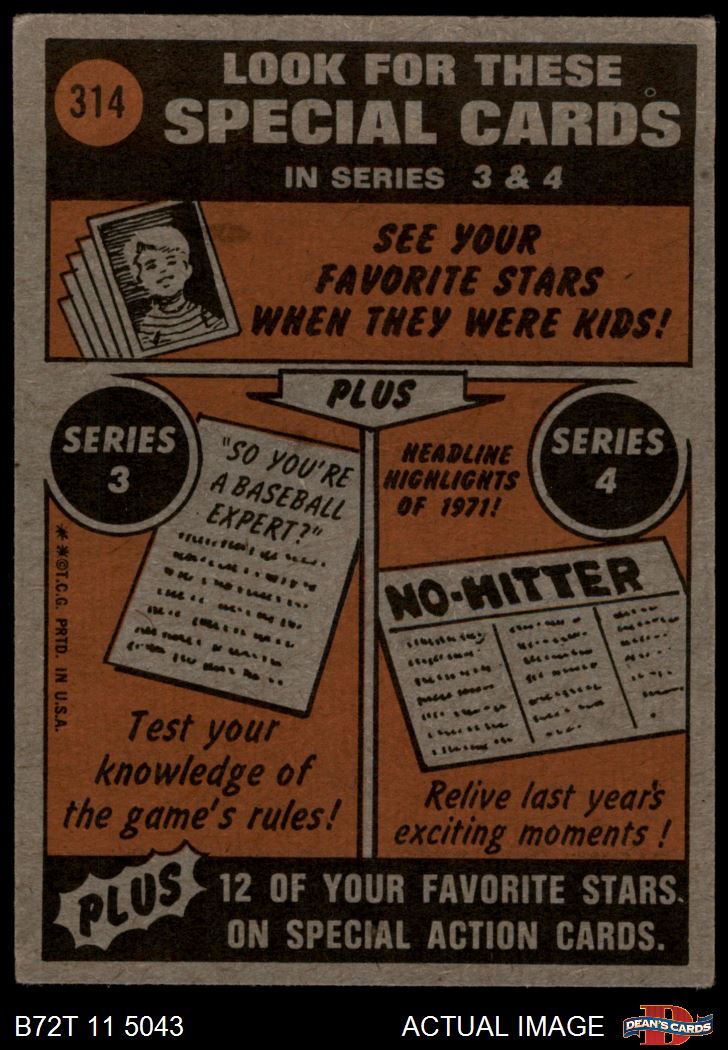 314
LOOK FOR THESE
SPECIAL CARDS
IN SERIES 3 & 4
SEE YOUR
FAVORITE STARS
WHEN THEY WERE KIDS!
PLUS
SERIES
3
"SO YOU'RE
A BASEBALL
EXPERT?"
Test your
knowledge of
the game's rules!
**©T.C.G. PRTD. IN U.S.A.
SERIES
4
HEADLINE
HIGHLIGHTS
OF 1971!
NO-HITTER
Relive last year's
exciting moments!
PLUS
12 OF YOUR FAVORITE STARS
ON SPECIAL ACTION CARDS.
B72T 11 5043
ACTUAL IMAGE
D
DEAN'S CARDS